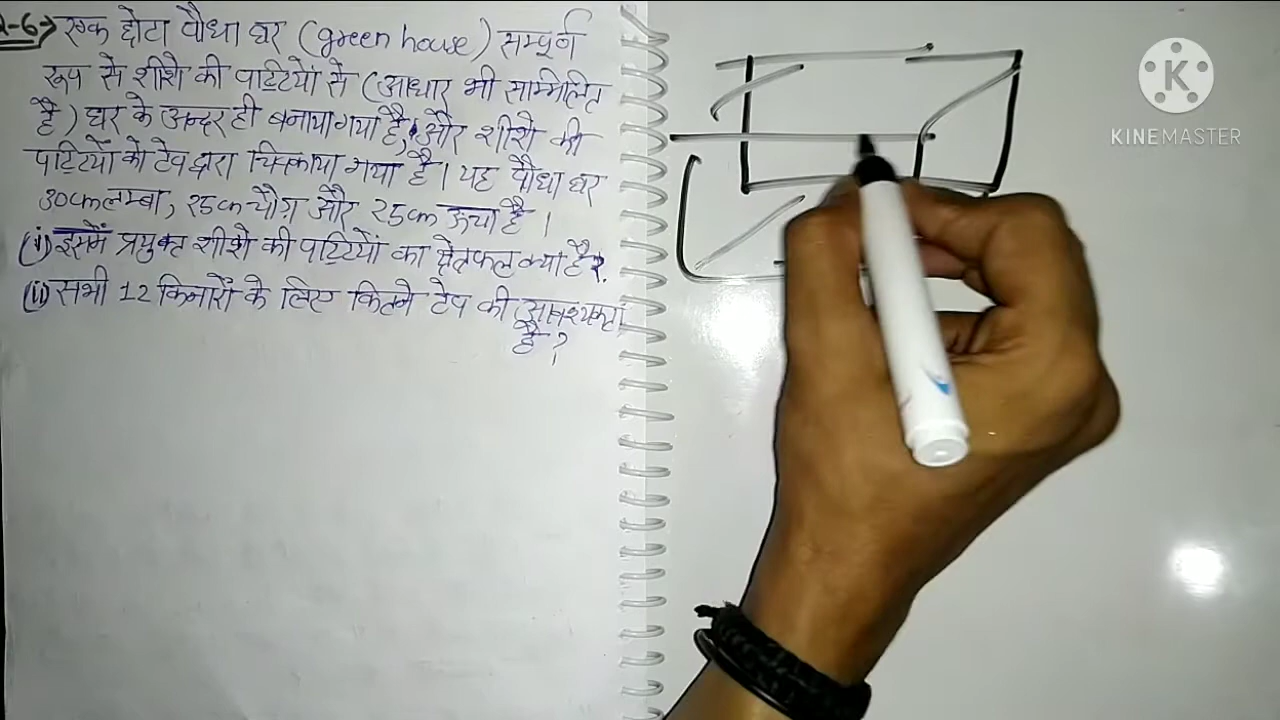 Q-6→ एक छोटा पौधा घर (green house) सम्पूर्ण
रूप से शीशे की पट्टियों से (आधार भी सम्मिलित
है) घर के अन्दर ही बनाया गया है, और शीशे की
पट्टियों को टेप द्वारा चिपकाया गया है। यह पौधा घर
30cm लम्बा, 25cm चौड़ा और 25cm ऊंचा है।
(i) इसमें प्रयुक्त शीशे की पट्टियों का क्षेत्रफल क्या है?
(ii) सभी 12 किनारों के लिए कितने टेप की आवश्यकता
है?
K
KINEMASTER